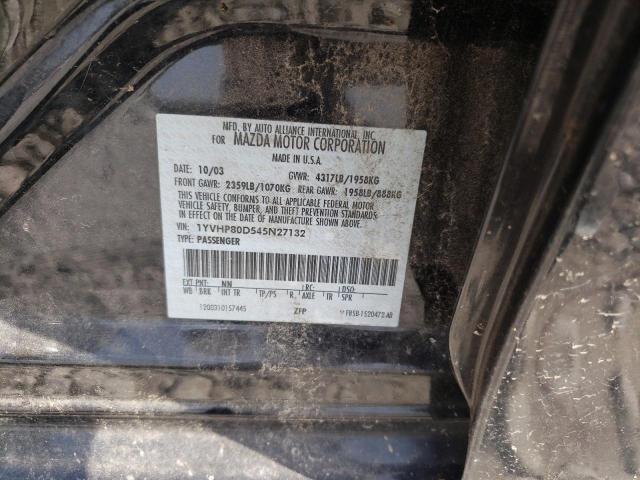 MFD. BY AUTO ALLIANCE INTERNATIONAL, INC.
FOR MAZDA MOTOR CORPORATION
MADE IN U.S.A.
DATE: 10/03 GVWR: 4317LB/1958KG
FRONT GAWR: 2359LB/1070KG REAR GAWR: 1958LB/888KG
THIS VEHICLE CONFORMS TO ALL APPLICABLE FEDERAL MOTOR
VEHICLE SAFETY, BUMPER, AND THEFT PREVENTION STANDARDS
IN EFFECT ON THE DATE OF MANUFACTURE SHOWN ABOVE.
VIN: 1YVHP80D545N27132
TYPE: PASSENGER
EXT PNT: NN RC: DSO:
WB BRK INT TR TP/PS R AXLE TR SPR
1200310157445 ZFP